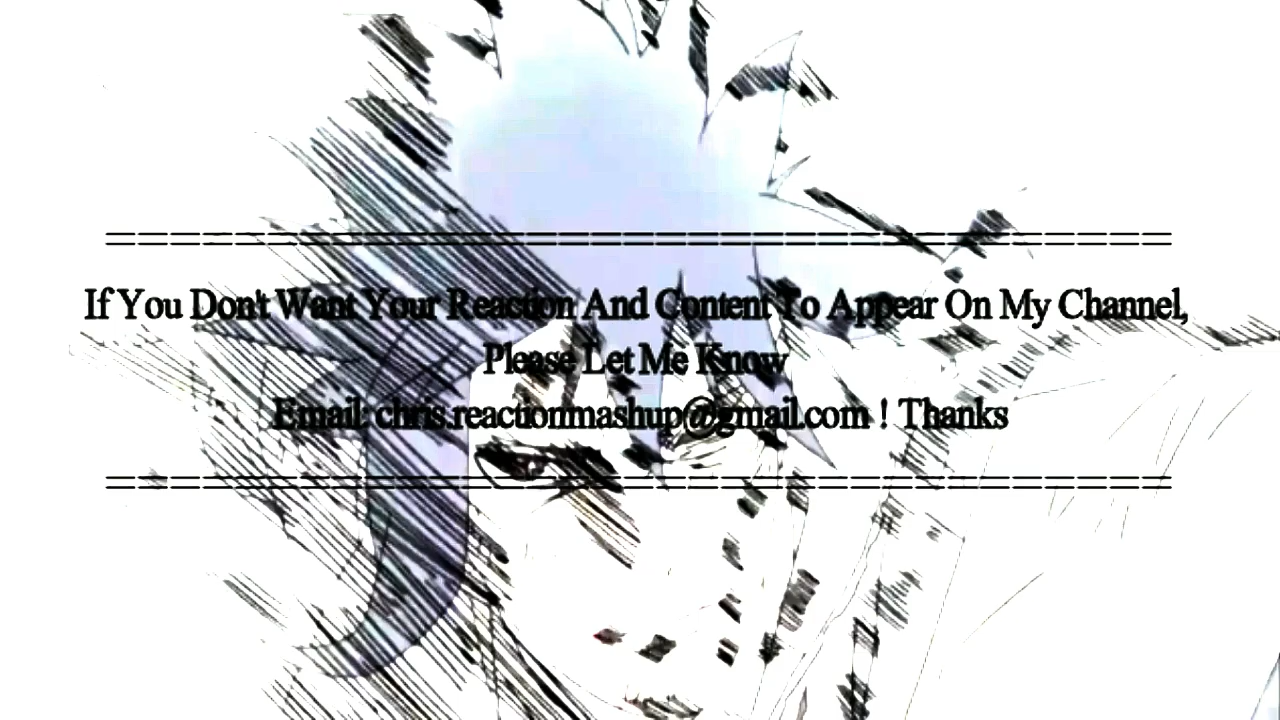 ==================================
If You Don't Want Your Reaction And Content To Appear On My Channel,
Please Let Me Know
Email: chris.reactionmashup@gmail.com ! Thanks
==================================